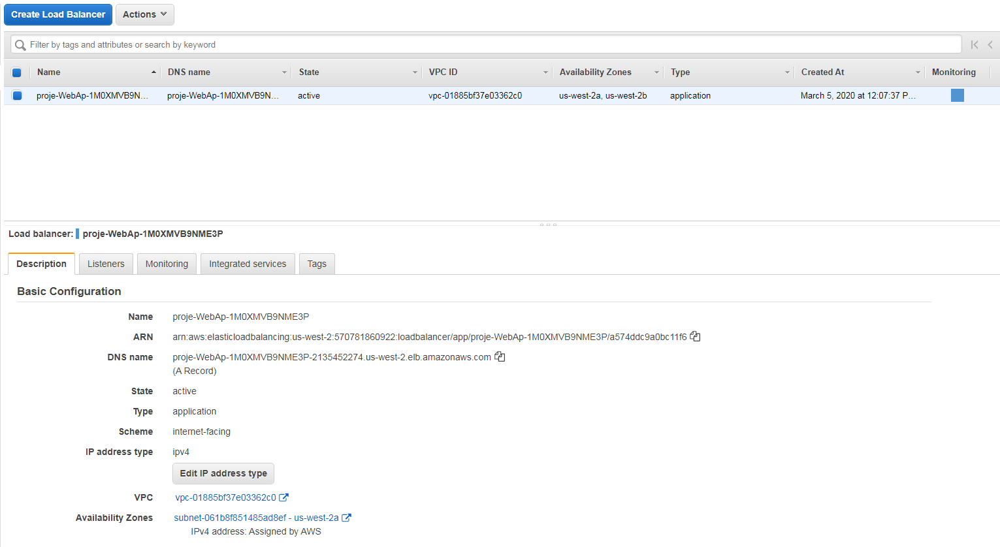 Create Load Balancer Actions
Filter by tags and attributes or search by keyword
Name DNS name State VPC ID Availability Zones Type Created At Monitoring
proje-WebAp-1M0XMVB9N... proje-WebAp-1M0XMVB9N... active vpc-01885bf37e03362c0 us-west-2a, us-west-2b application March 5, 2020 at 12:07:37 P...
Load balancer: proje-WebAp-1M0XMVB9NME3P
Description Listeners Monitoring Integrated services Tags
Basic Configuration
Name proje-WebAp-1M0XMVB9NME3P
ARN arn:aws:elasticloadbalancing:us-west-2:570781860922:loadbalancer/app/proje-WebAp-1M0XMVB9NME3P/a574ddc9a0bc11f6
DNS name proje-WebAp-1M0XMVB9NME3P-2135452274.us-west-2.elb.amazonaws.com
(A Record)
State active
Type application
Scheme internet-facing
IP address type ipv4
Edit IP address type
VPC vpc-01885bf37e03362c0
Availability Zones subnet-061b8f851485ad8ef - us-west-2a
IPv4 address: Assigned by AWS